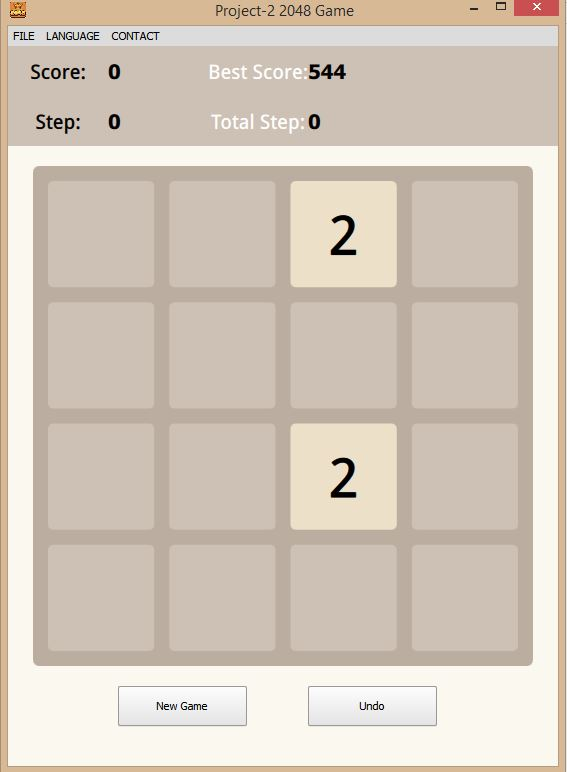 Project-2 2048 Game
FILE LANGUAGE CONTACT
Score: 0 Best Score:544
Step: 0 Total Step: 0
2
2
New Game Undo